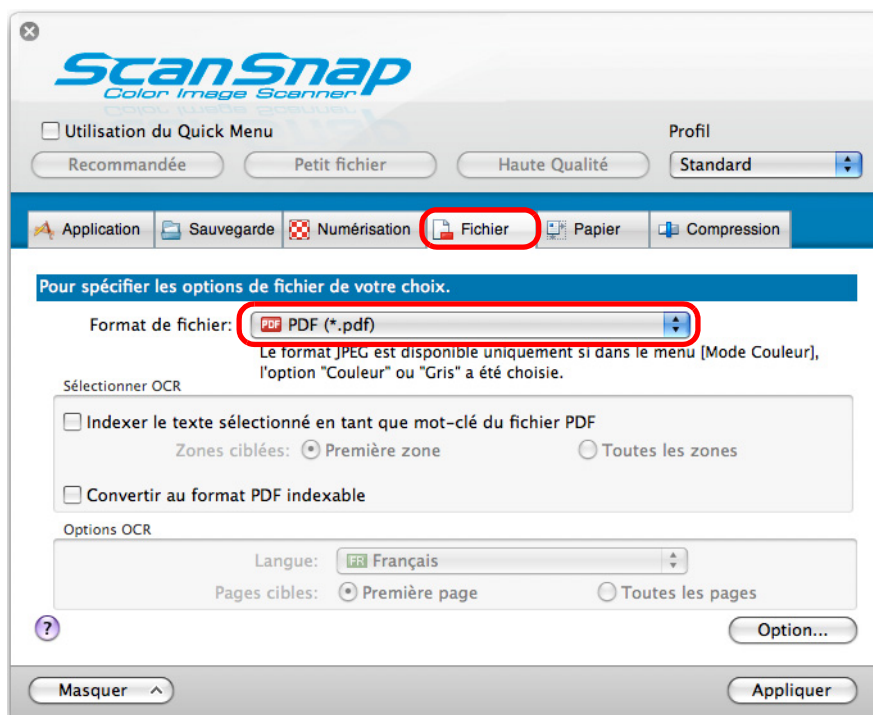 ScanSnap
Color Image Scanner
Utilisation du Quick Menu
Profil
Recommandée Petit fichier Haute Qualité Standard
Application Sauvegarde Numérisation Fichier Papier Compression
Pour spécifier les options de fichier de votre choix.
Format de fichier: PDF PDF (*.pdf)
Le format JPEG est disponible uniquement si dans le menu [Mode Couleur],
l'option "Couleur" ou "Gris" a été choisie.
Sélectionner OCR
Indexer le texte sélectionné en tant que mot-clé du fichier PDF
Zones ciblées: Première zone Toutes les zones
Convertir au format PDF indexable
Options OCR
Langue: FR Français
Pages cibles: Première page Toutes les pages
? Option...
Masquer Appliquer